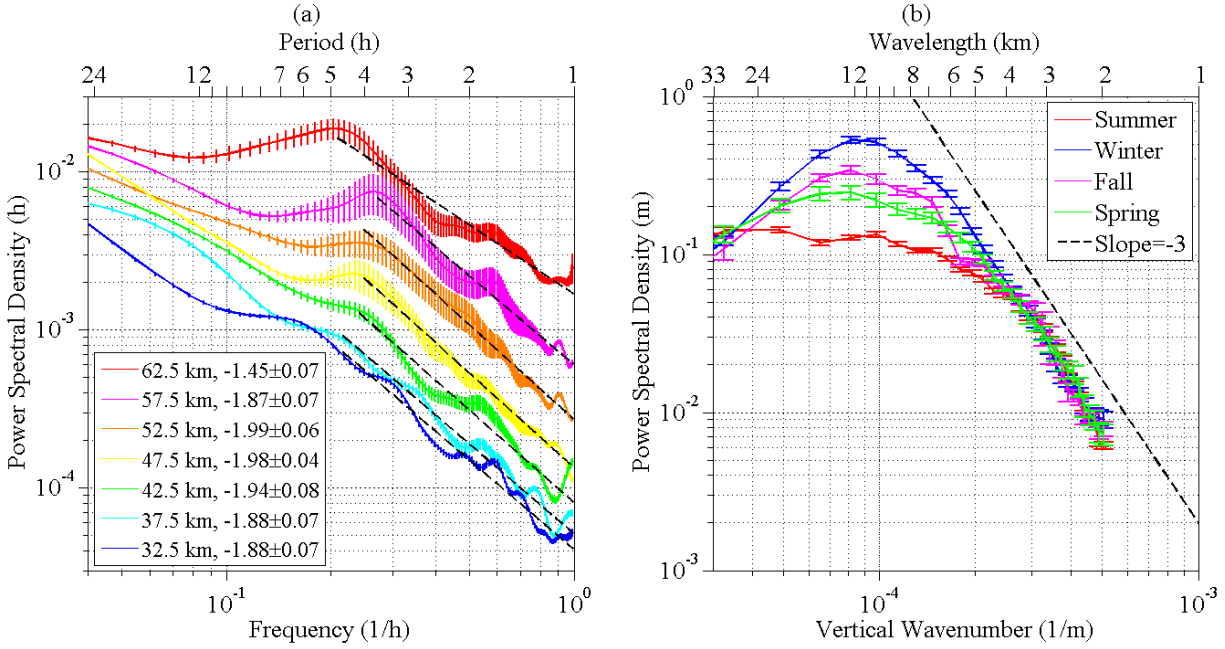 (a)
Period (h)
24 12 7 6 5 4 3 2 1
10⁻²
10⁻³
10⁻⁴
Power Spectral Density (h)
62.5 km, -1.45±0.07
57.5 km, -1.87±0.07
52.5 km, -1.99±0.06
47.5 km, -1.98±0.04
42.5 km, -1.94±0.08
37.5 km, -1.88±0.07
32.5 km, -1.88±0.07
10⁻¹ 10⁰
Frequency (1/h)
(b)
Wavelength (km)
33 24 12 8 6 5 4 3 2 1
10⁰
10⁻¹
10⁻²
10⁻³
Power Spectral Density (m)
Summer
Winter
Fall
Spring
Slope=-3
10⁻⁴ 10⁻³
Vertical Wavenumber (1/m)